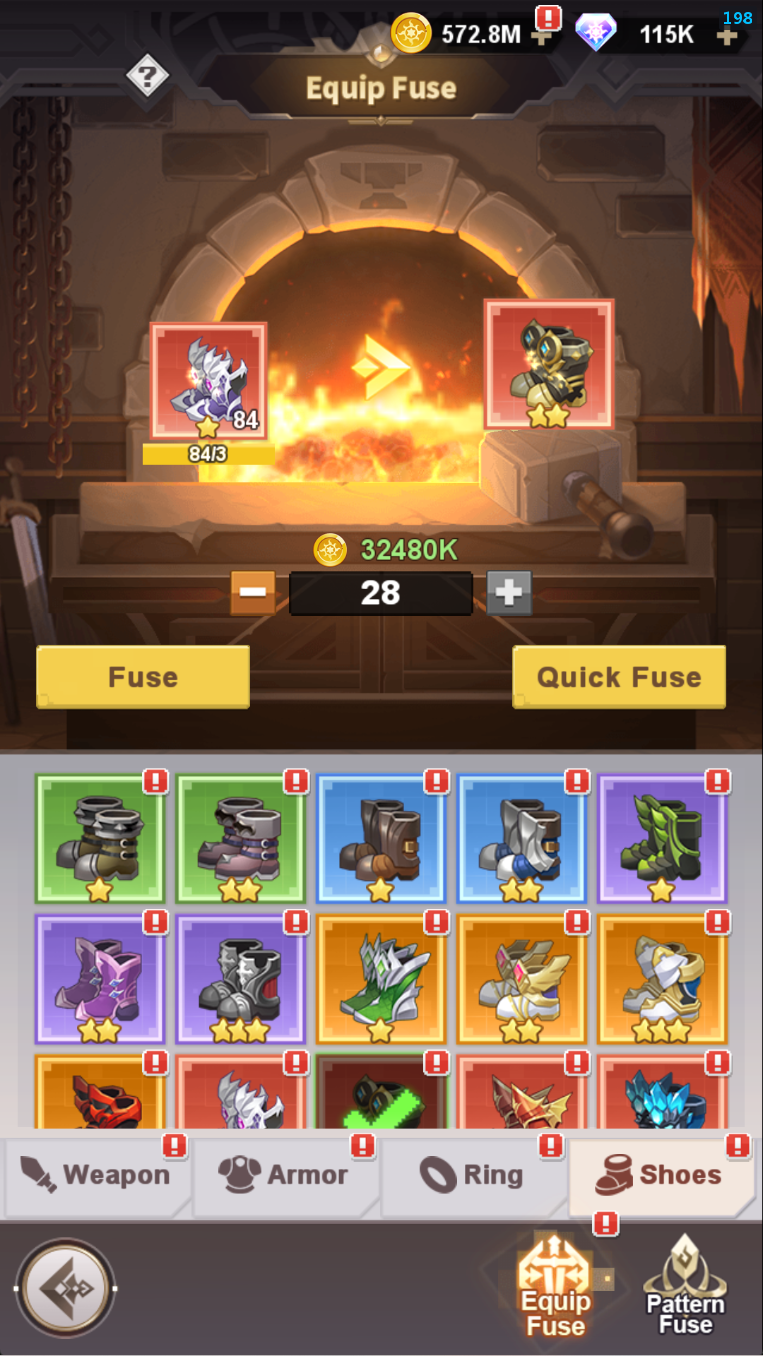 198
572.8M
115K
?
Equip Fuse
84
84/3
32480K
28
Fuse
Quick Fuse
Weapon
Armor
Ring
Shoes
Equip
Fuse
Pattern
Fuse